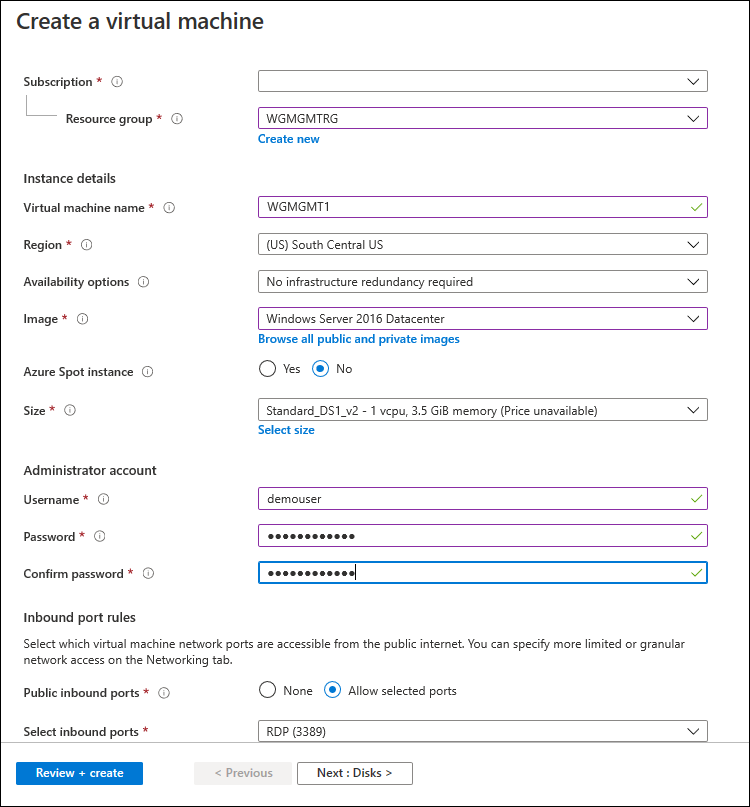 Create a virtual machine
Subscription *
Resource group *
WGMGMTRG
Create new
Instance details
Virtual machine name *
WGMGMT1
Region *
(US) South Central US
Availability options
No infrastructure redundancy required
Image *
Windows Server 2016 Datacenter
Browse all public and private images
Azure Spot instance
Yes No
Size *
Standard_DS1_v2 - 1 vcpu, 3.5 GiB memory (Price unavailable)
Select size
Administrator account
Username *
demouser
Password *
●●●●●●●●●●●●
Confirm password *
●●●●●●●●●●●●
Inbound port rules
Select which virtual machine network ports are accessible from the public internet. You can specify more limited or granular
network access on the Networking tab.
Public inbound ports *
None Allow selected ports
Select inbound ports *
RDP (3389)
Review + create
< Previous
Next : Disks >